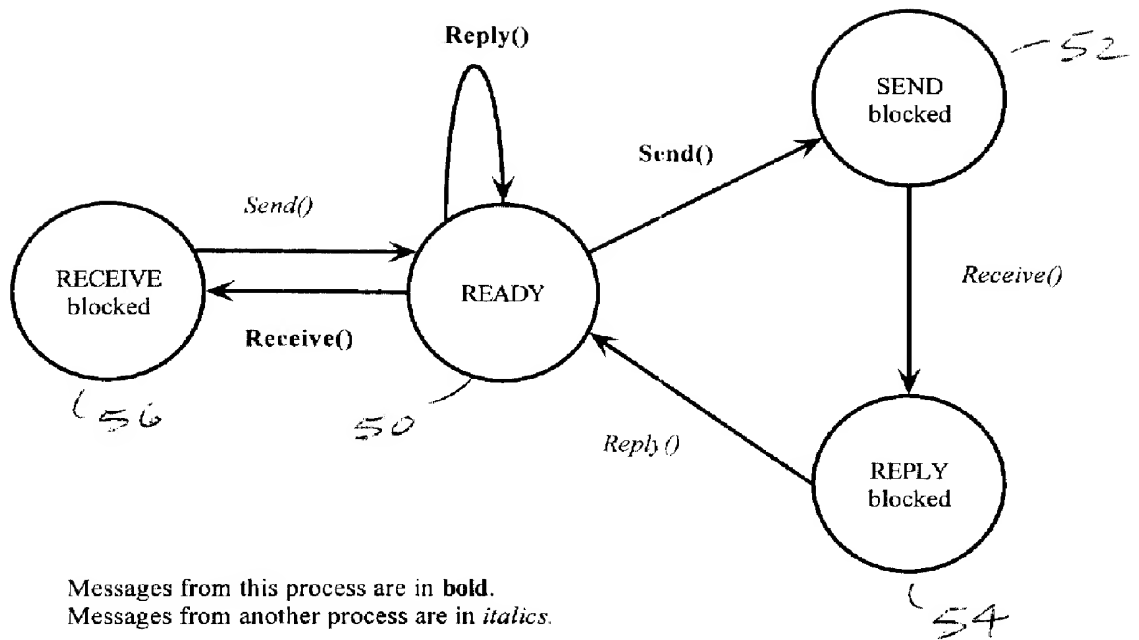 Reply()
SEND
blocked
52
Send()
Send()
RECEIVE
blocked
READY
Receive()
Receive()
56
50
Reply()
REPLY
blocked
54
Messages from this process are in bold.
Messages from another process are in italics.